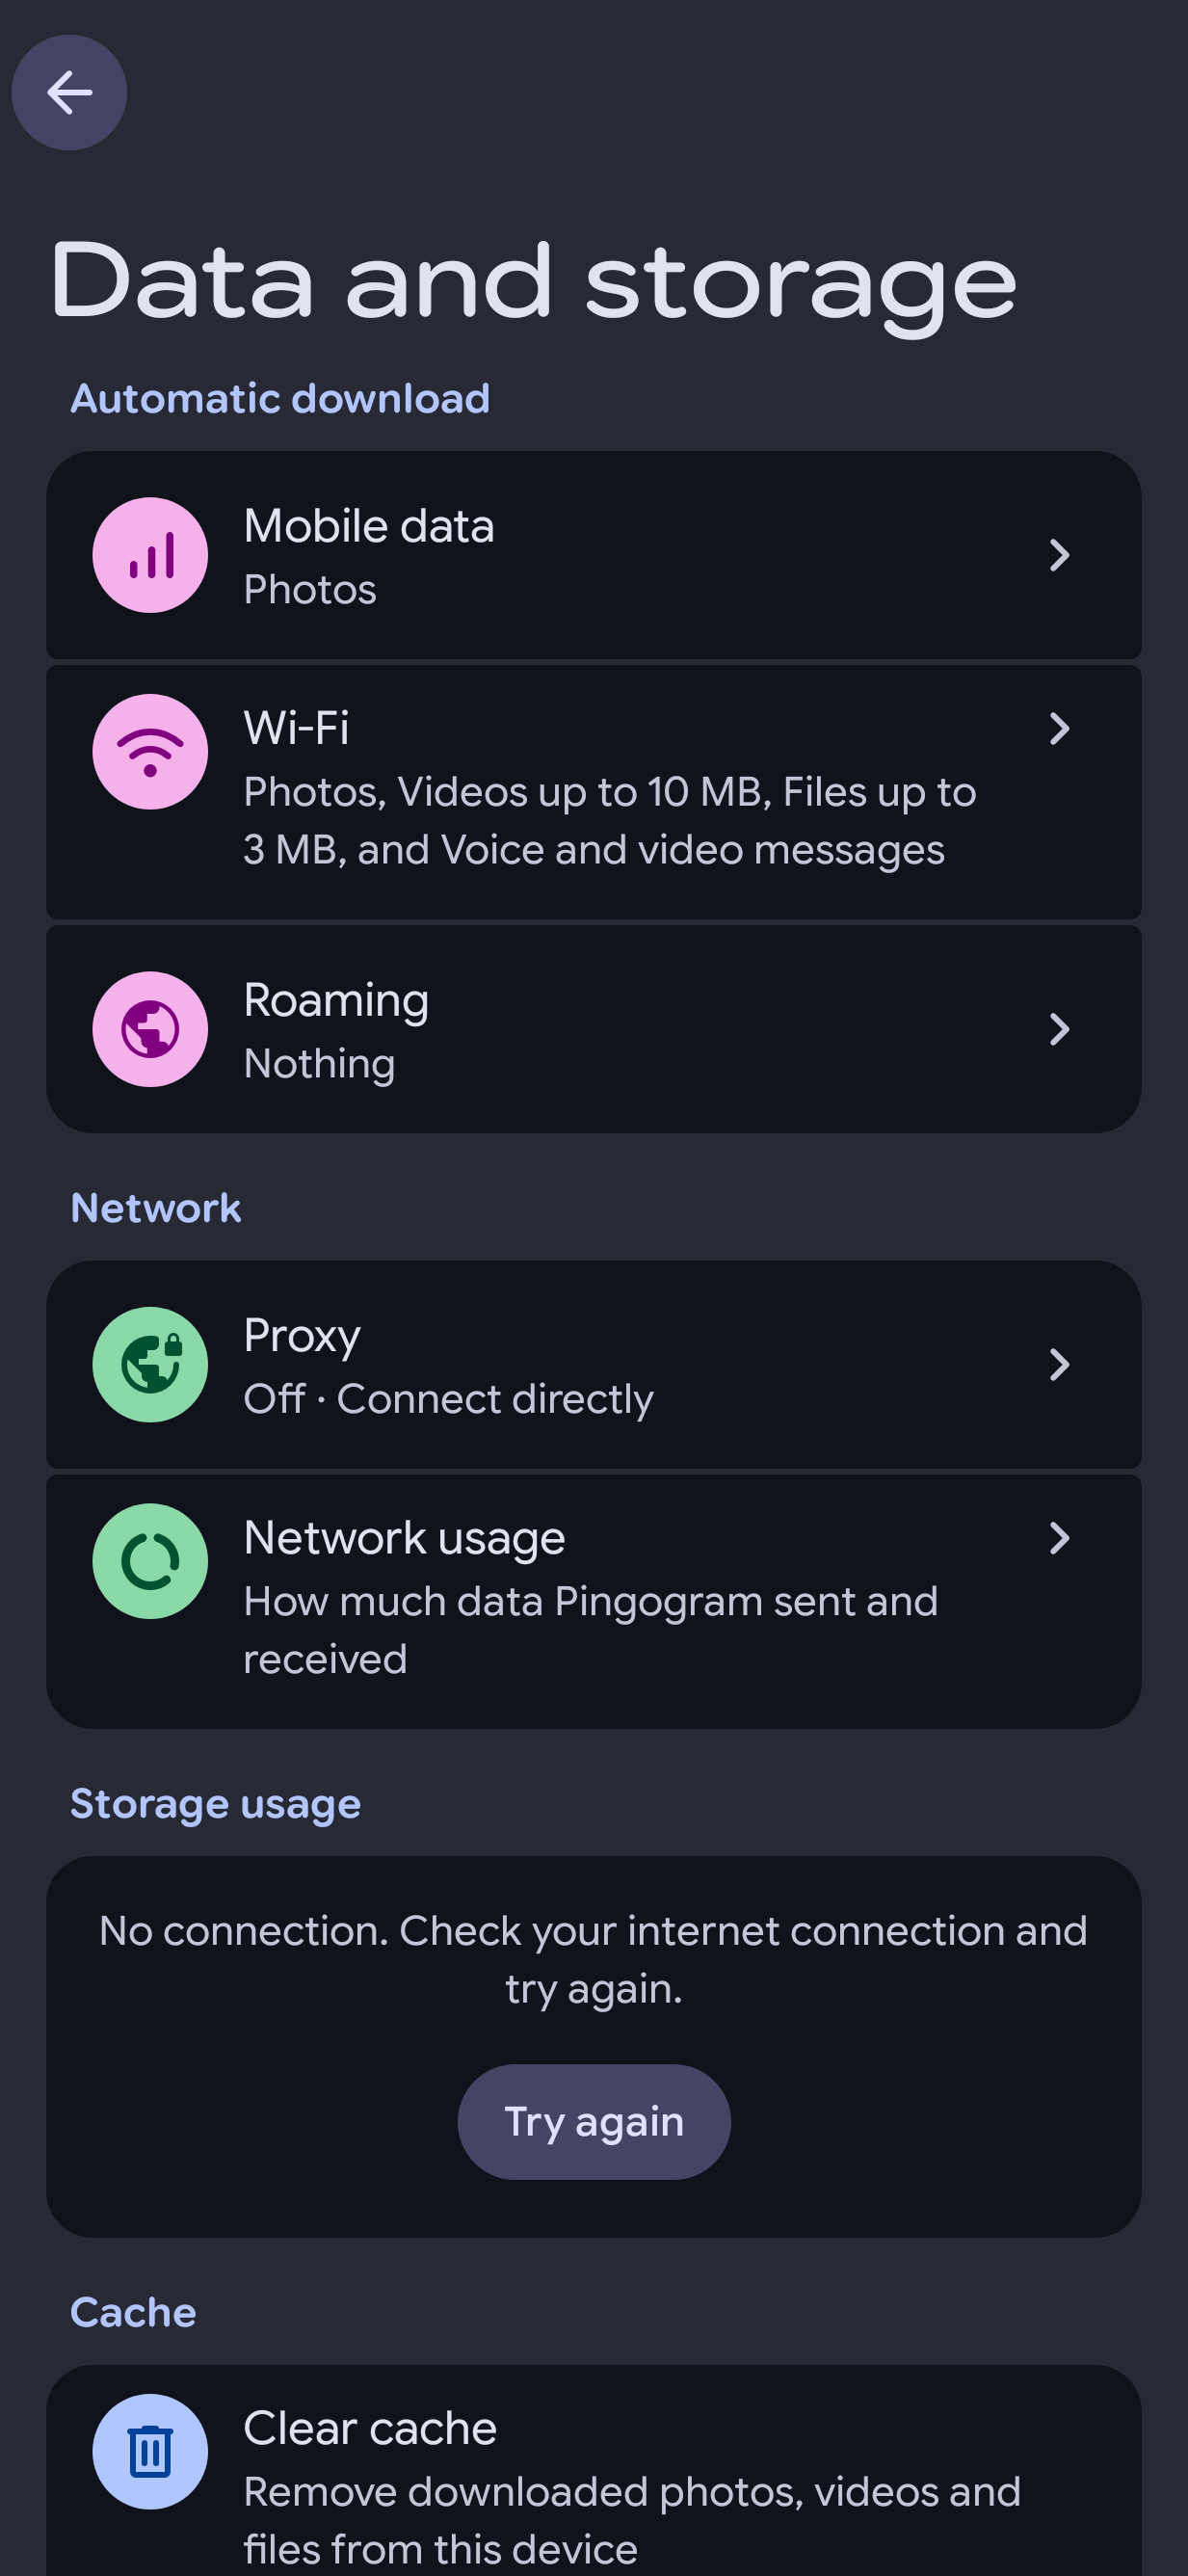 Data and storage
Automatic download
Mobile data
Photos
Wi-Fi
Photos, Videos up to 10 MB, Files up to
3 MB, and Voice and video messages
Roaming
Nothing
Network
Proxy
Off · Connect directly
Network usage
How much data Pingogram sent and
received
Storage usage
No connection. Check your internet connection and
try again.
Try again
Cache
Clear cache
Remove downloaded photos, videos and
files from this device